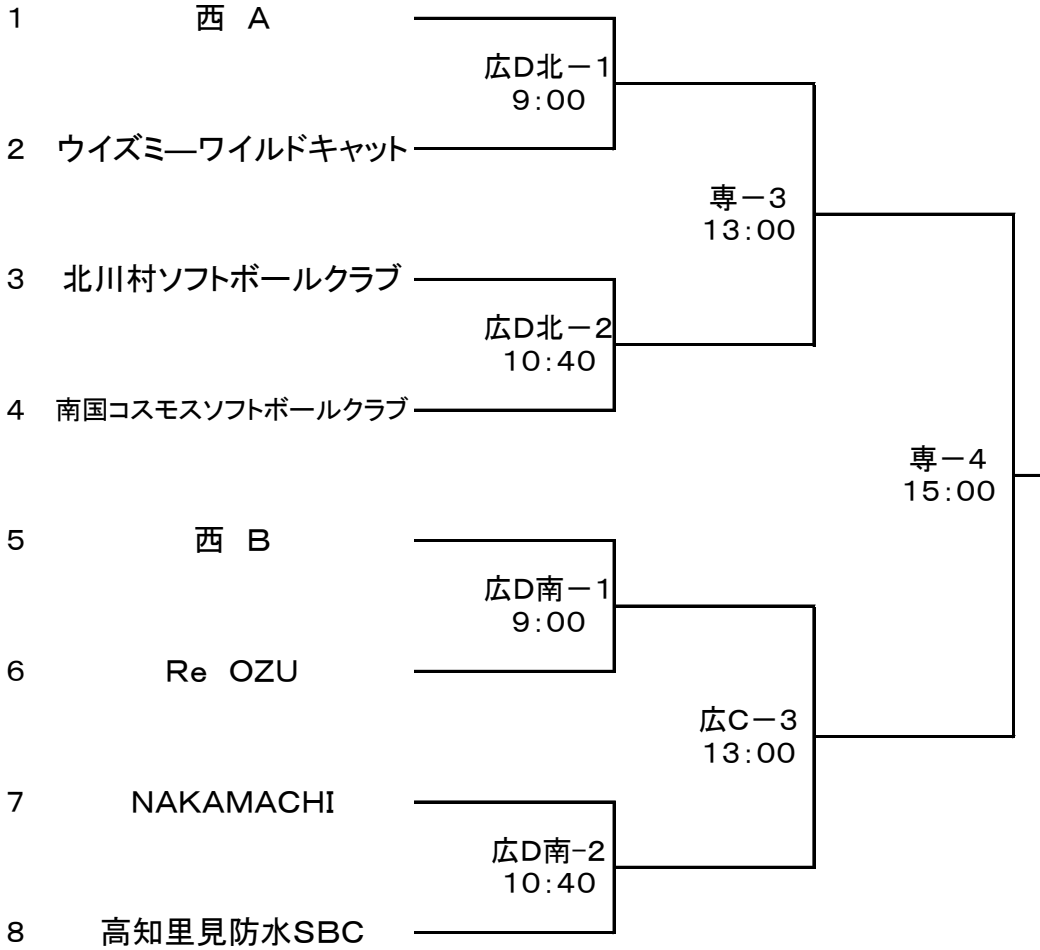 1 西 A
広D北－1
9:00
2 ウイズミ―ワイルドキャット
専－3
13:00
3 北川村ソフトボールクラブ
広D北－2
10:40
4 南国コスモスソフトボールクラブ
専－4
15:00
5 西 B
広D南－1
9:00
6 Re OZU
広C－3
13:00
7 NAKAMACHI
広D南-2
10:40
8 高知里見防水SBC